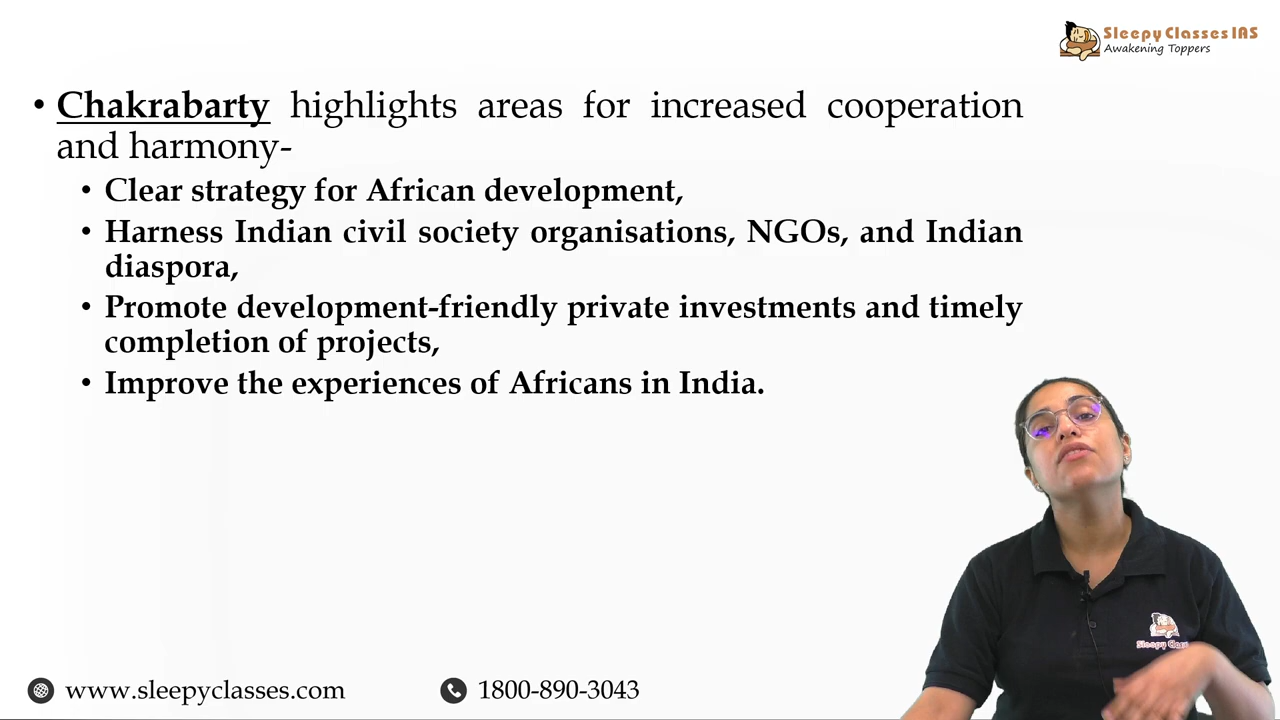 Sleepy Classes IAS
Awakening Toppers
• Chakrabarty highlights areas for increased cooperation
and harmony-
• Clear strategy for African development,
• Harness Indian civil society organisations, NGOs, and Indian
diaspora,
• Promote development-friendly private investments and timely
completion of projects,
• Improve the experiences of Africans in India.
Sleepy
www.sleepyclasses.com
1800-890-3043